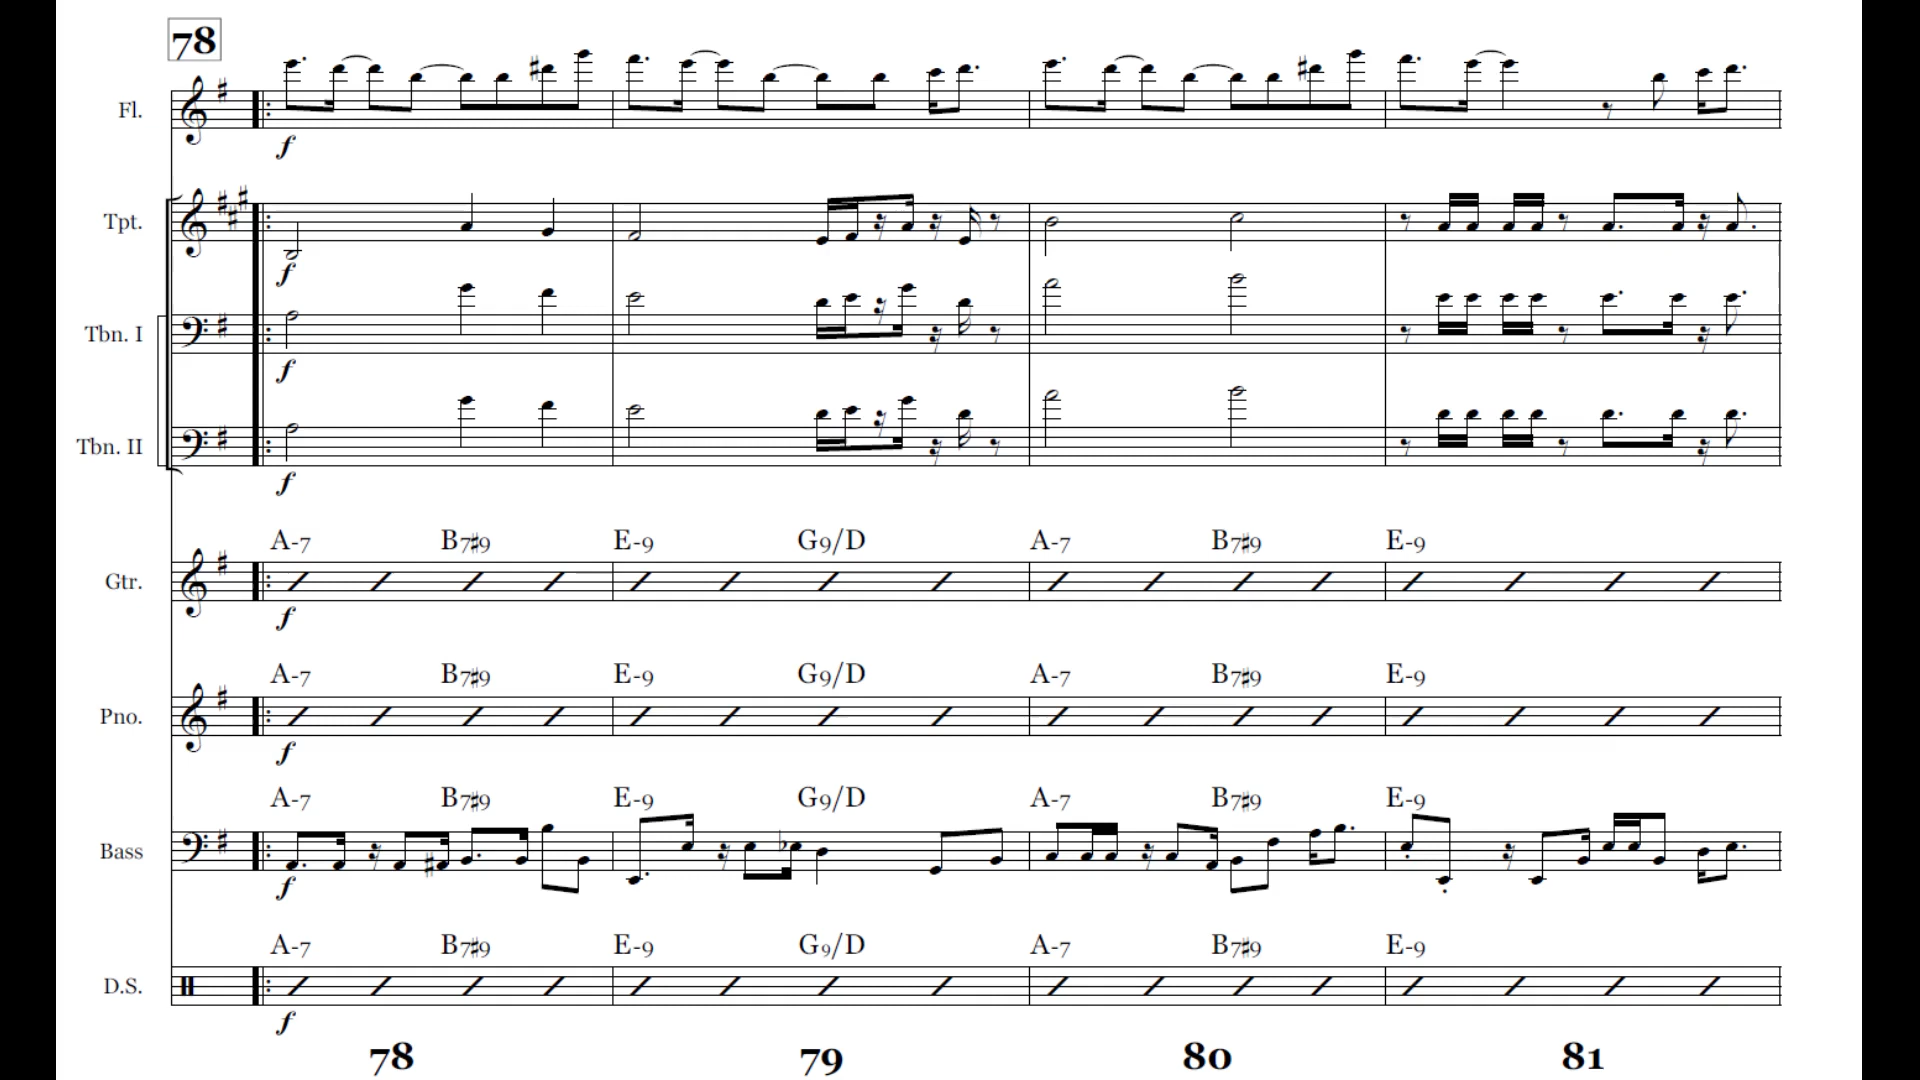 78
Fl.
f
Tpt.
f
Tbn. I
f
Tbn. II
f
A-7 B7♯9 E-9 G9/D A-7 B7♯9 E-9
Gtr.
f
A-7 B7♯9 E-9 G9/D A-7 B7♯9 E-9
Pno.
f
A-7 B7♯9 E-9 G9/D A-7 B7♯9 E-9
Bass
f
A-7 B7♯9 E-9 G9/D A-7 B7♯9 E-9
D.S.
f
78 79 80 81